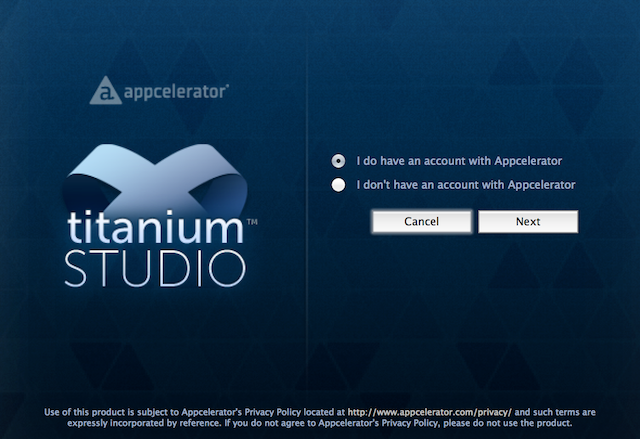 appcelerator
titanium™
STUDIO
I do have an account with Appcelerator
I don't have an account with Appcelerator
Cancel
Next
Use of this product is subject to Appcelerator's Privacy Policy located at http://www.appcelerator.com/privacy/ and such terms are
expressly incorporated by reference. If you do not agree to Appcelerator's Privacy Policy, please do not use the product.